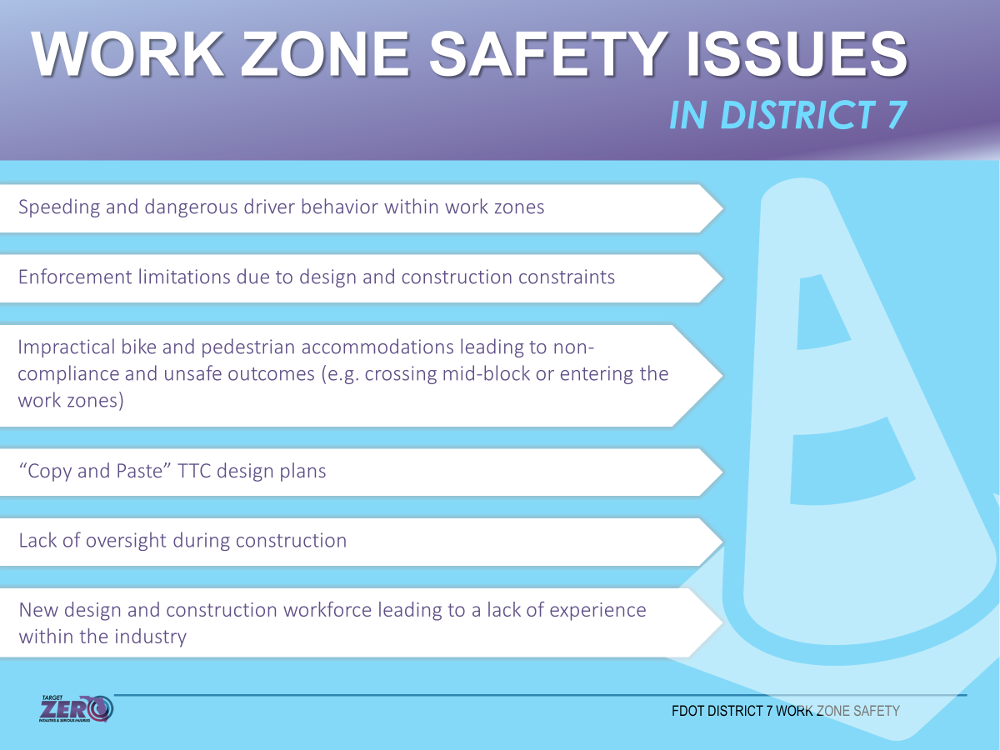 WORK ZONE SAFETY ISSUES
IN DISTRICT 7
Speeding and dangerous driver behavior within work zones
Enforcement limitations due to design and construction constraints
Impractical bike and pedestrian accommodations leading to non-
compliance and unsafe outcomes (e.g. crossing mid-block or entering the
work zones)
“Copy and Paste” TTC design plans
Lack of oversight during construction
New design and construction workforce leading to a lack of experience
within the industry
TARGET
ZERO
FATALITIES & SERIOUS INJURIES
FDOT DISTRICT 7 WORK ZONE SAFETY